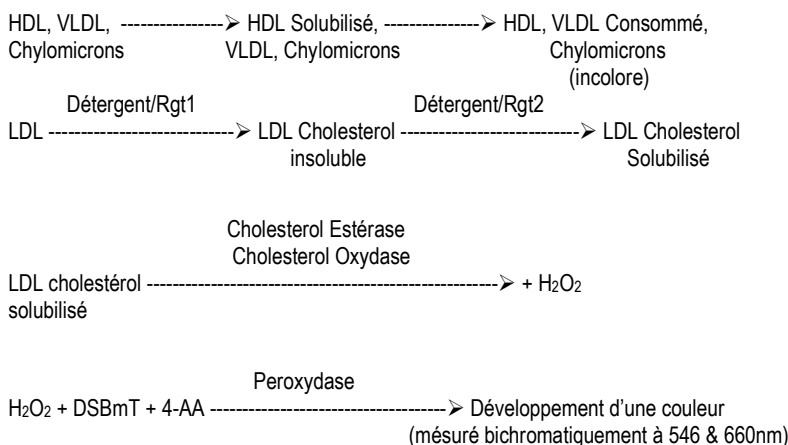 HDL, VLDL, ----------------➢ HDL Solubilisé, ---------------➢ HDL, VLDL Consommé,
Chylomicrons VLDL, Chylomicrons Chylomicrons
(incolore)
Détergent/Rgt1 Détergent/Rgt2
LDL -----------------------------➢ LDL Cholesterol ----------------------------➢ LDL Cholesterol
insoluble Solubilisé
Cholesterol Estérase
Cholesterol Oxydase
LDL cholestérol -------------------------------------------------------➢ + H₂O₂
solubilisé
Peroxydase
H₂O₂ + DSBmT + 4-AA -------------------------------------➢ Développement d'une couleur
(mésuré bichromatiquement à 546 & 660nm)